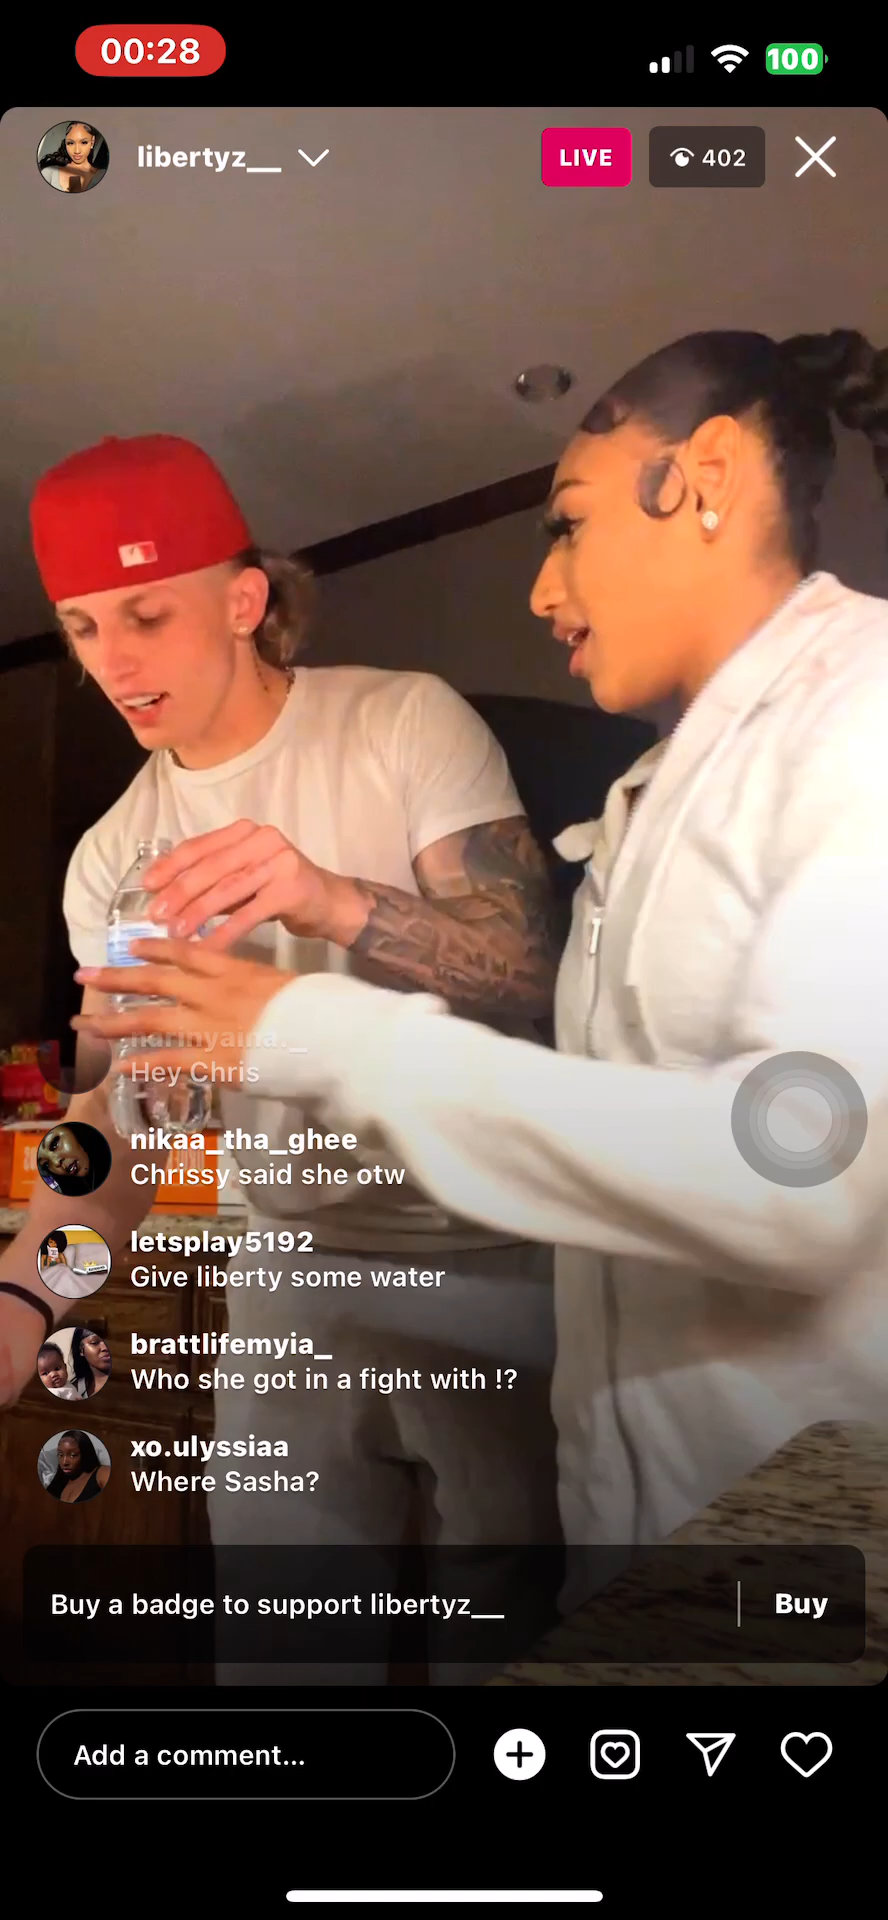 00:28
100
libertyz__
LIVE
402
Hey Chris
nikaa_tha_ghee
Chrissy said she otw
letsplay5192
Give liberty some water
brattlifemyia_
Who she got in a fight with !?
xo.ulyssiaa
Where Sasha?
Buy a badge to support libertyz__
Buy
Add a comment...